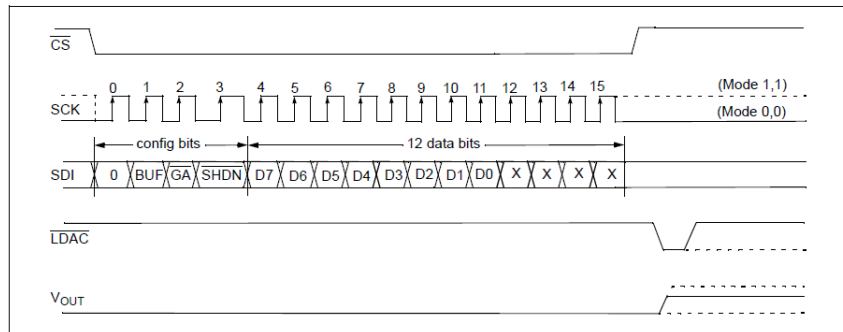 CS
0 1 2 3 4 5 6 7 8 9 10 11 12 13 14 15 (Mode 1,1)
SCK (Mode 0,0)
config bits 12 data bits
SDI 0 BUF GA SHDN D7 D6 D5 D4 D3 D2 D1 D0 X X X X
LDAC
VOUT